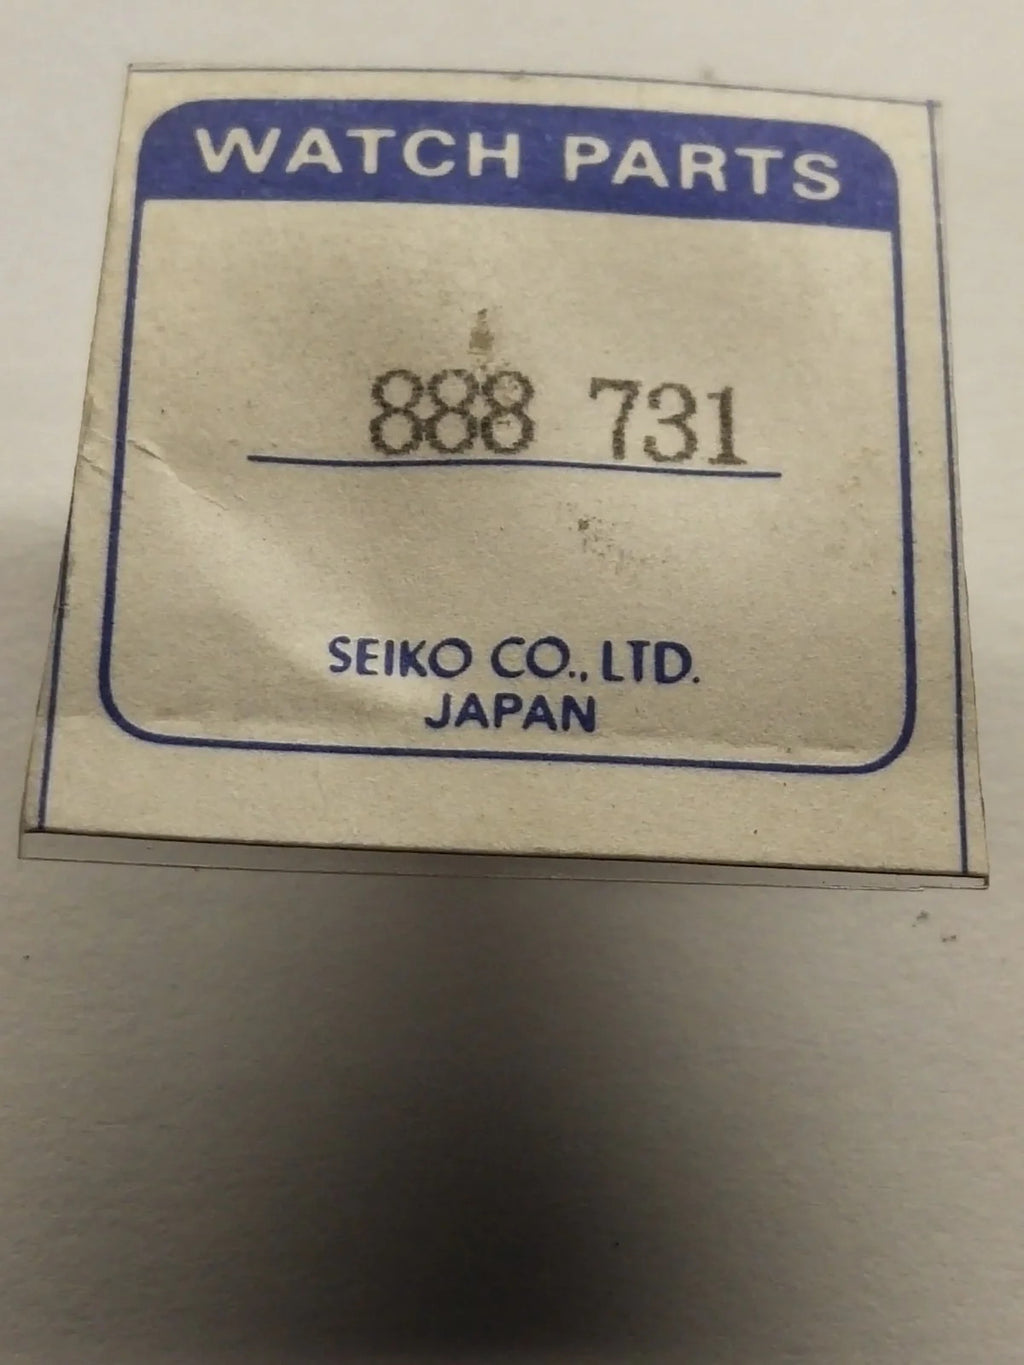 WATCH PARTS
888 731
SEIKO CO., LTD.
JAPAN